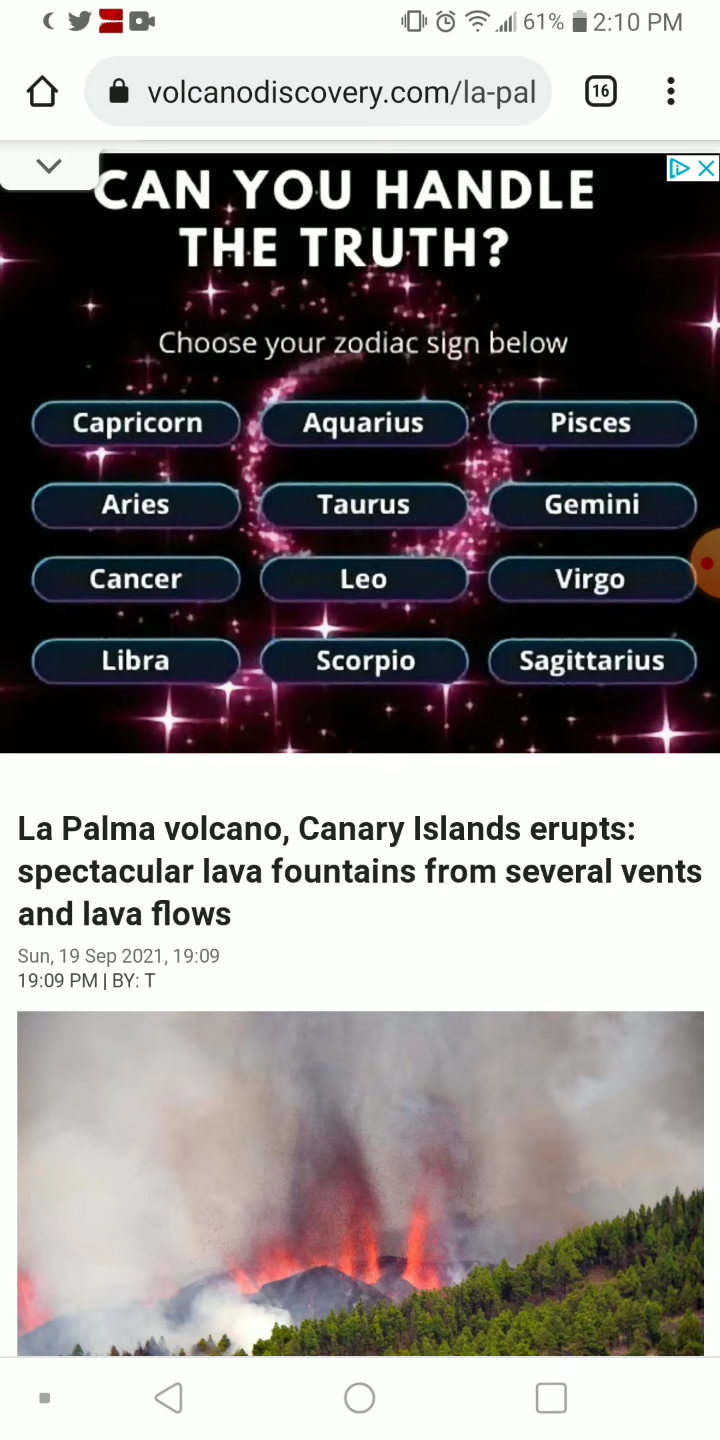 61% 2:10 PM
volcanodiscovery.com/la-pal
16
CAN YOU HANDLE
THE TRUTH?
Choose your zodiac sign below
Capricorn Aquarius Pisces
Aries Taurus Gemini
Cancer Leo Virgo
Libra Scorpio Sagittarius
La Palma volcano, Canary Islands erupts:
spectacular lava fountains from several vents
and lava flows
Sun, 19 Sep 2021, 19:09
19:09 PM | BY: T